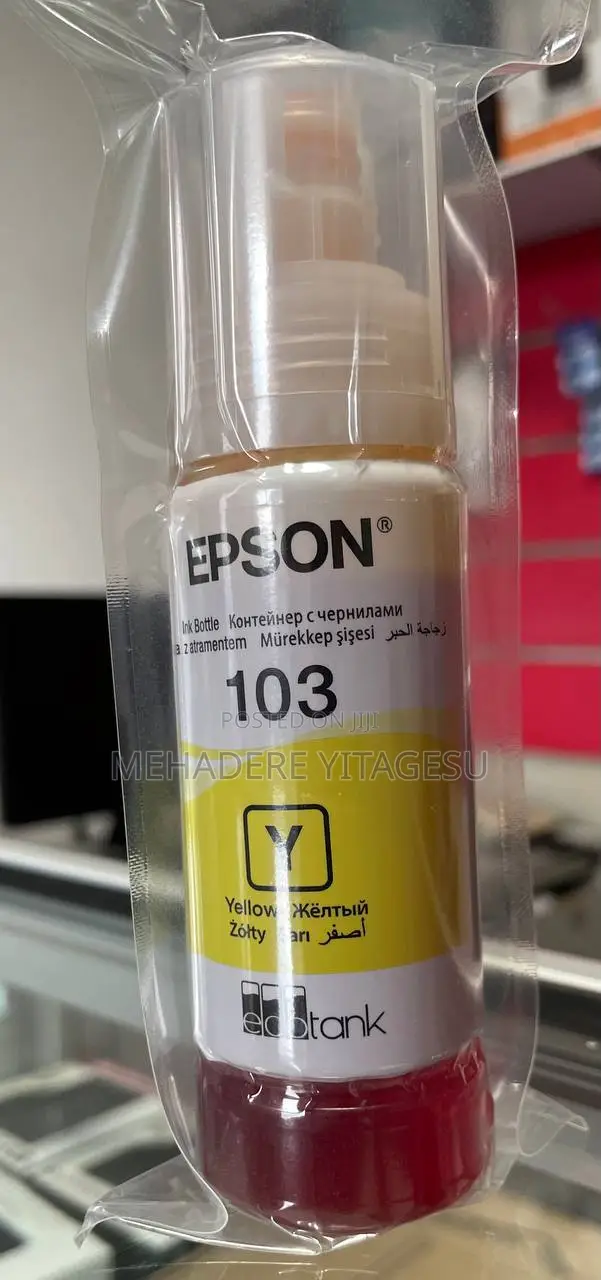 EPSON®
Ink Bottle Контейнер с чернилами
z atramentem Mürekkep şişesi زجاجة الحبر
103
POSTED ON JIJI
MEHADERE YITAGESU
Y
Yellow Жёлтый
Żółty أصفر
ecotank